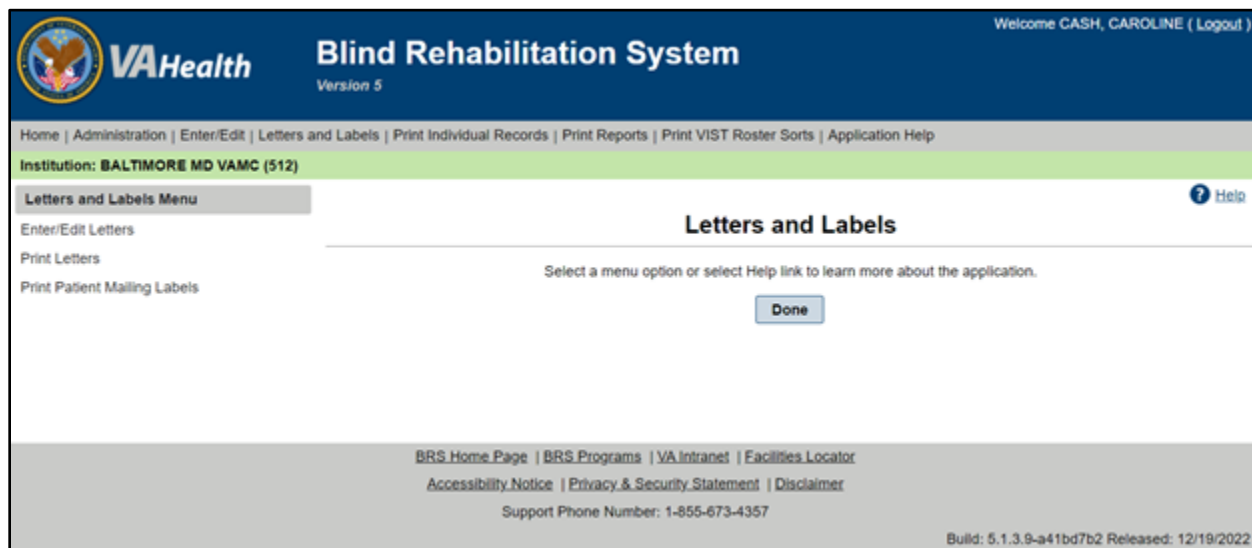 Welcome CASH, CAROLINE ( Logout )
VA Health
Blind Rehabilitation System
Version 5
Home | Administration | Enter/Edit | Letters and Labels | Print Individual Records | Print Reports | Print VIST Roster Sorts | Application Help
Institution: BALTIMORE MD VAMC (512)
Letters and Labels Menu
Enter/Edit Letters
Print Letters
Print Patient Mailing Labels
? Help
Letters and Labels
Select a menu option or select Help link to learn more about the application.
Done
BRS Home Page | BRS Programs | VA Intranet | Facilities Locator
Accessibility Notice | Privacy & Security Statement | Disclaimer
Support Phone Number: 1-855-673-4357
Build: 5.1.3.9-a41bd7b2 Released: 12/19/2022